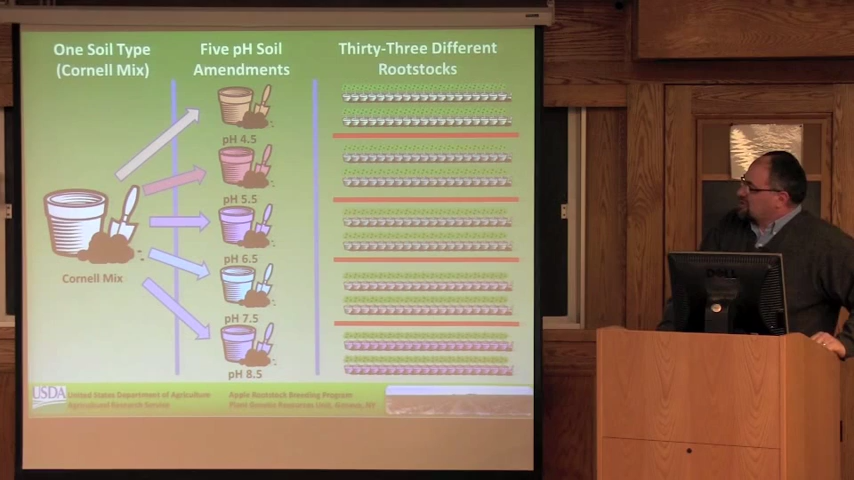 One Soil Type
(Cornell Mix)
Five pH Soil
Amendments
Thirty-Three Different
Rootstocks
pH 4.5
pH 5.5
pH 6.5
pH 7.5
pH 8.5
Cornell Mix
USDA
United States Department of Agriculture
Agricultural Research Service
Apple Rootstock Breeding Program
Plant Genetics Resources Unit, Geneva, NY
DELL